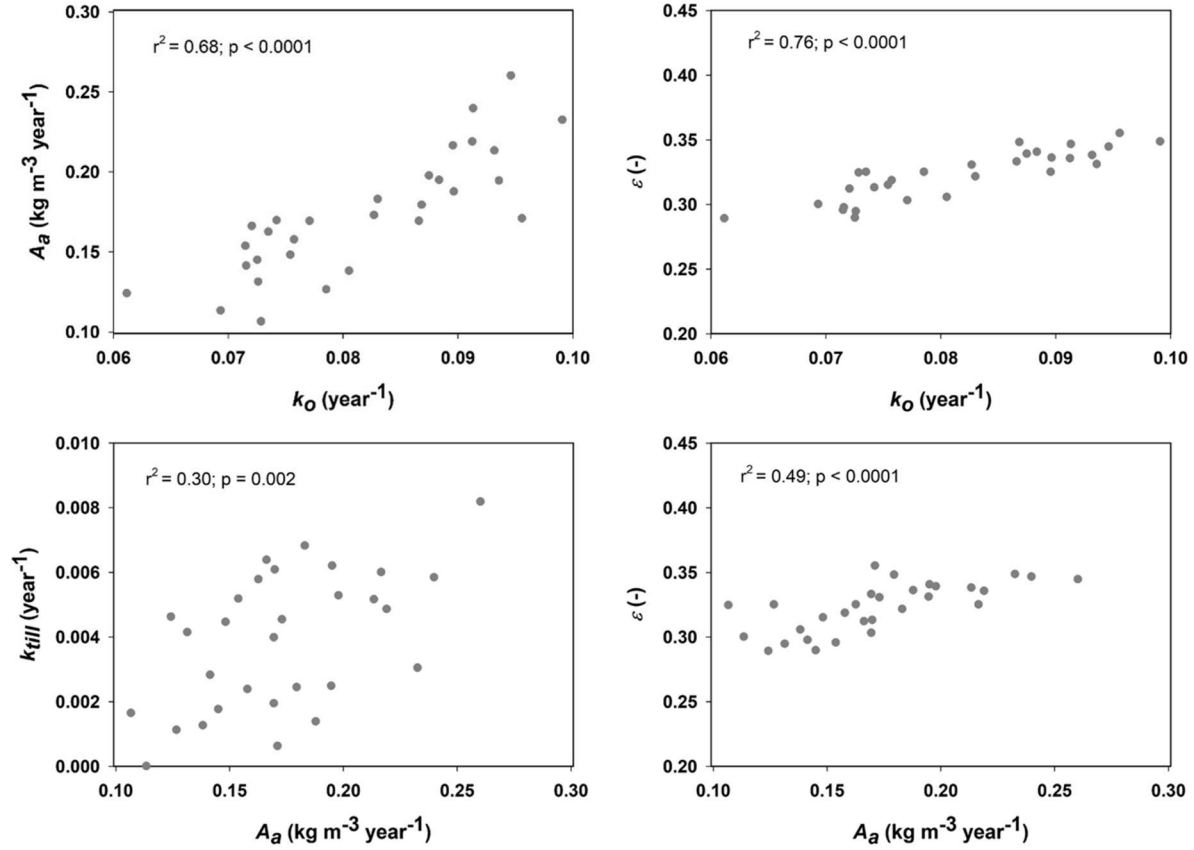 r² = 0.68; p < 0.0001
A_a (kg m⁻³ year⁻¹)
0.30
0.25
0.20
0.15
0.10
0.06 0.07 0.08 0.09 0.10
k_o (year⁻¹)
r² = 0.76; p < 0.0001
ε (-)
0.45
0.40
0.35
0.30
0.25
0.20
0.06 0.07 0.08 0.09 0.10
k_o (year⁻¹)
r² = 0.30; p = 0.002
k_till (year⁻¹)
0.010
0.008
0.006
0.004
0.002
0.000
0.10 0.15 0.20 0.25 0.30
A_a (kg m⁻³ year⁻¹)
r² = 0.49; p < 0.0001
ε (-)
0.45
0.40
0.35
0.30
0.25
0.20
0.10 0.15 0.20 0.25 0.30
A_a (kg m⁻³ year⁻¹)